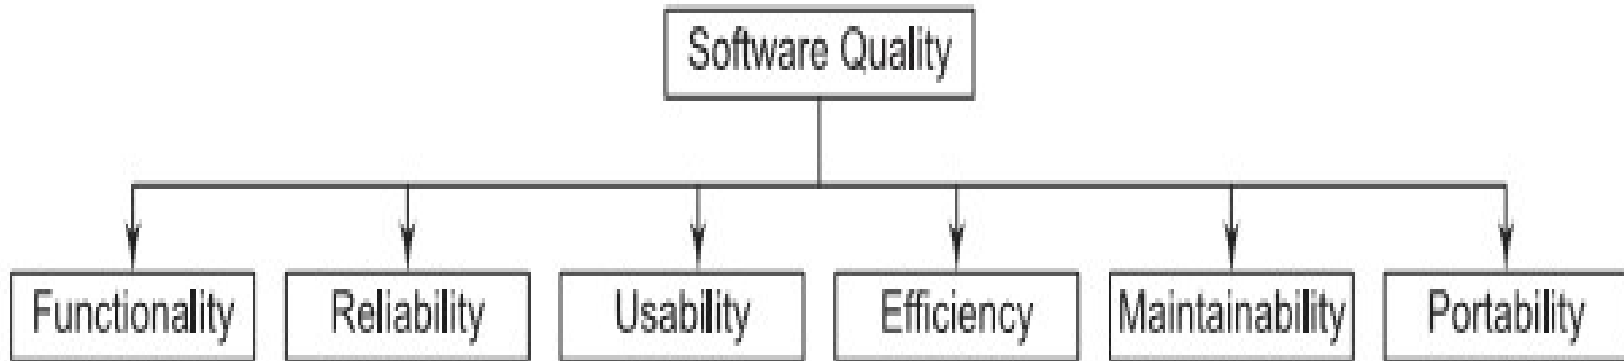 Software Quality
Functionality
Reliability
Usability
Efficiency
Maintainability
Portability